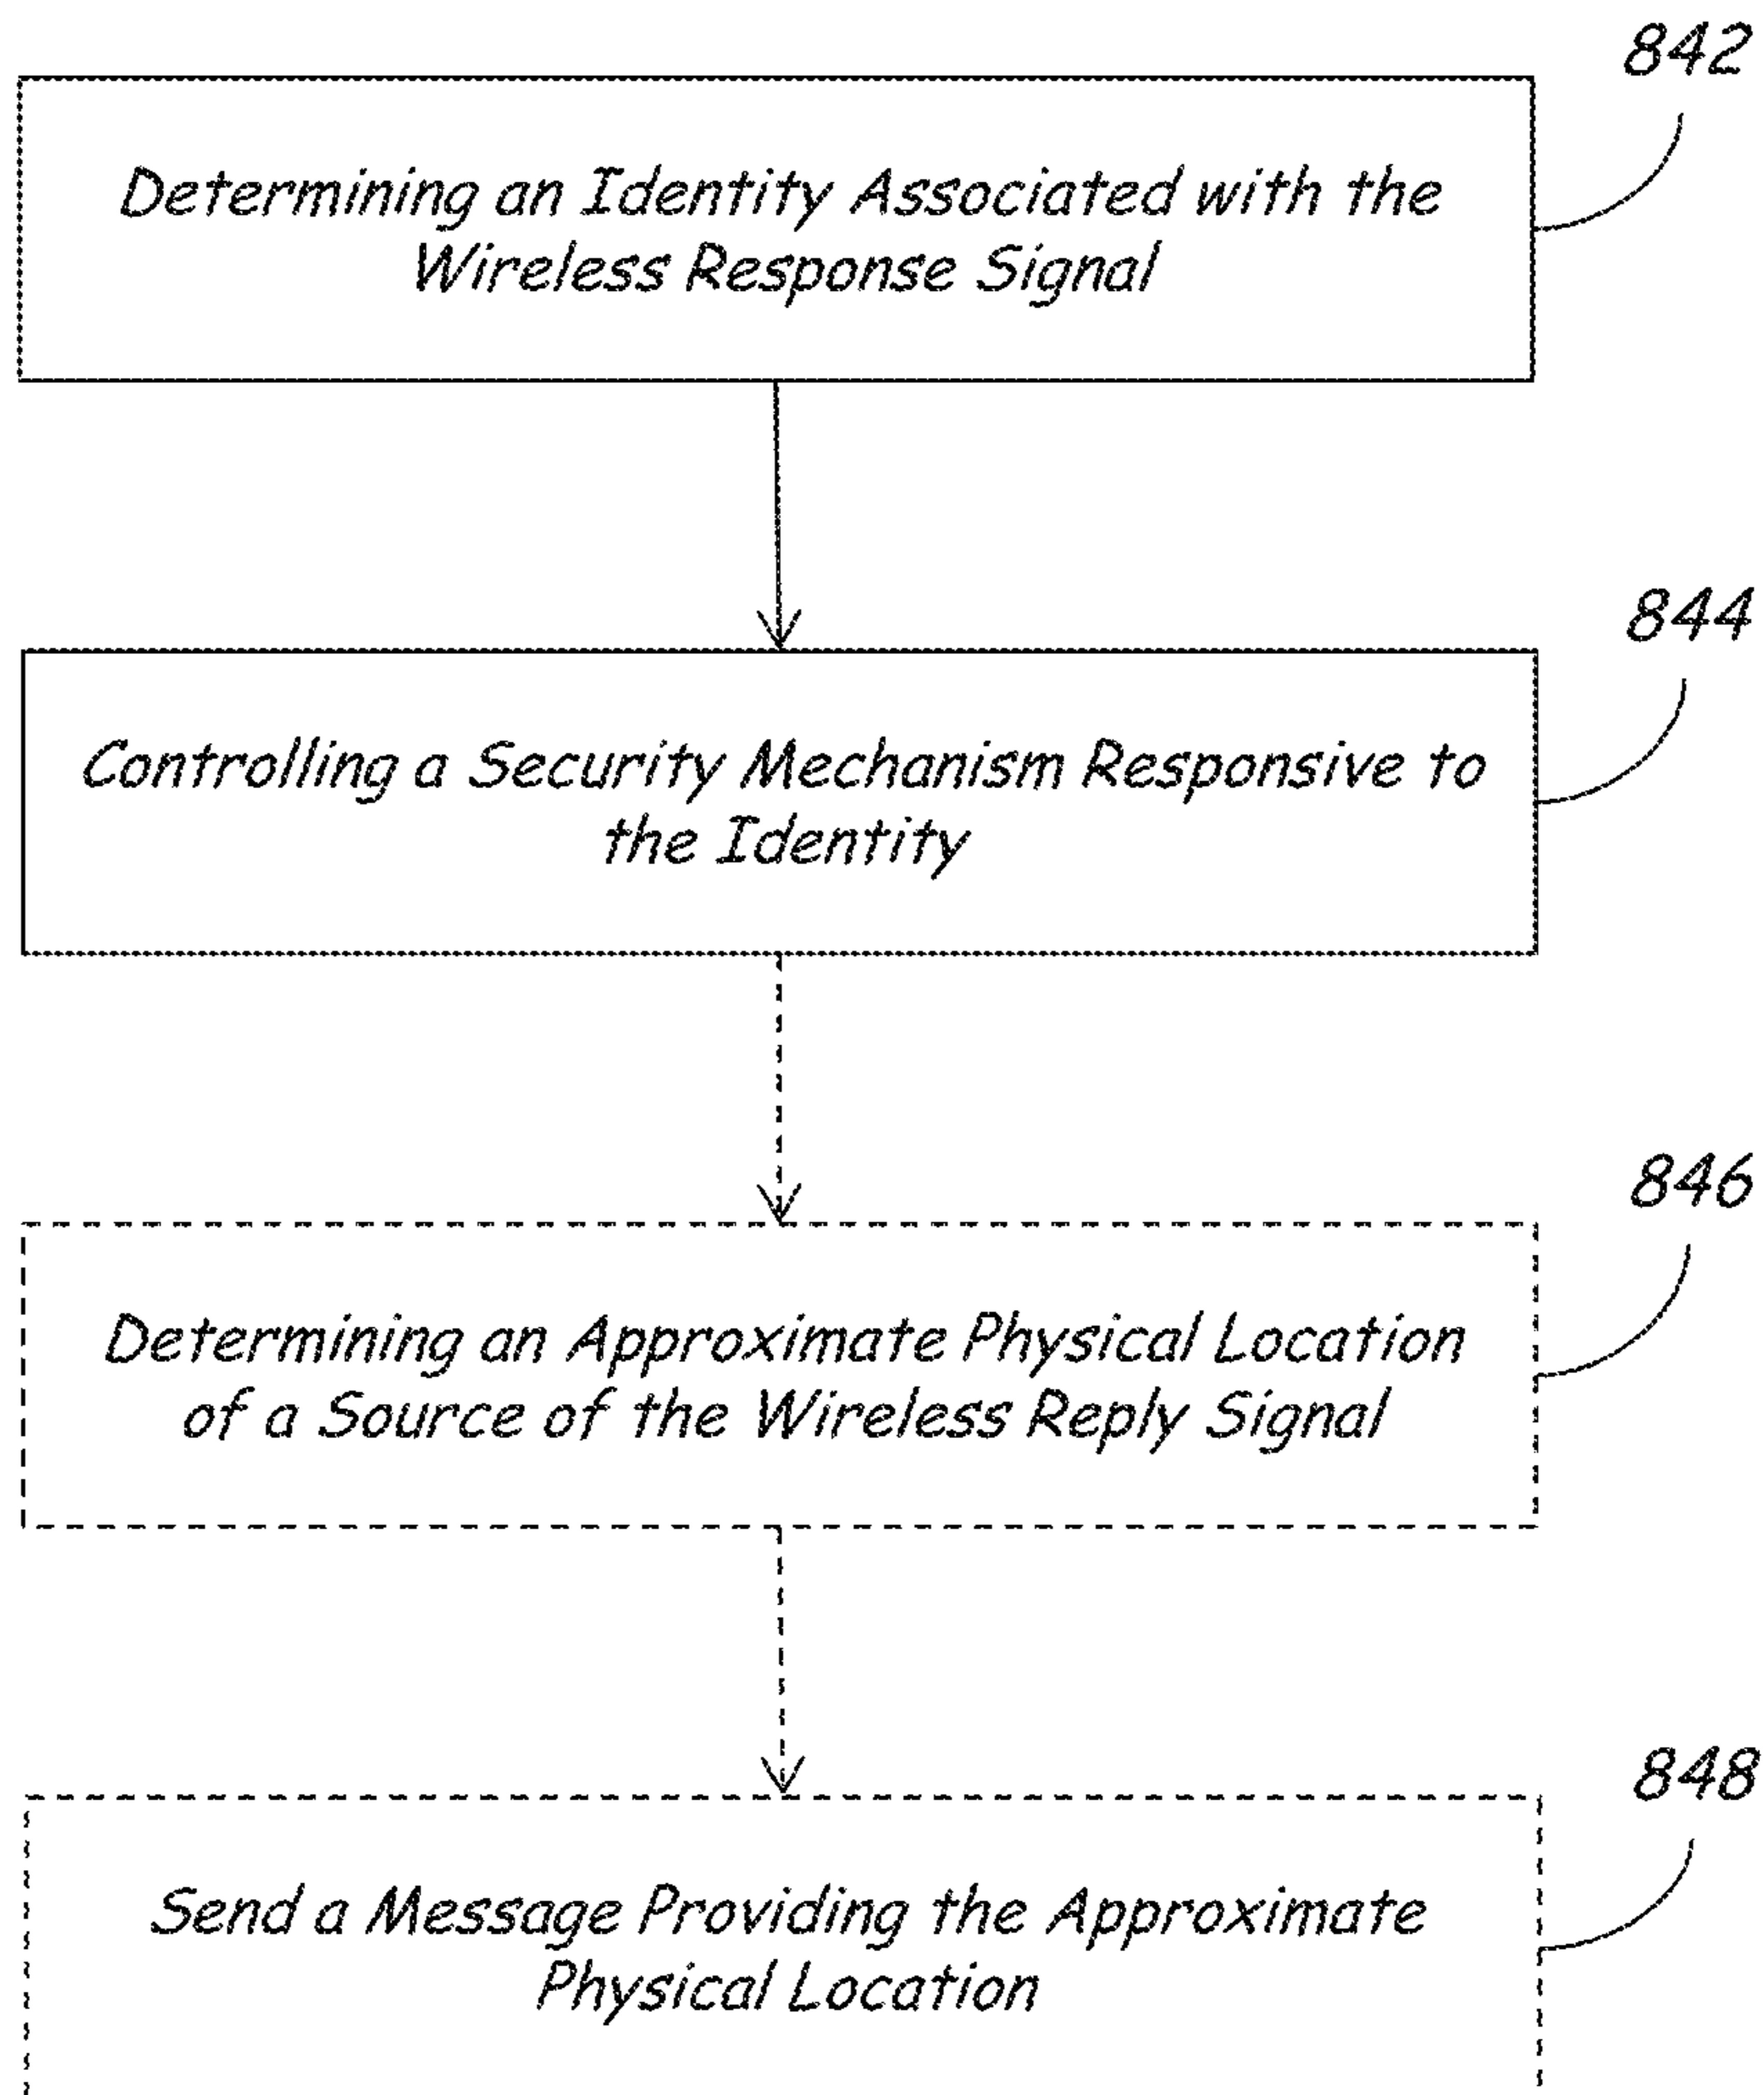 842
Determining an Identity Associated with the
Wireless Response Signal
844
Controlling a Security Mechanism Responsive to
the Identity
846
Determining an Approximate Physical Location
of a Source of the Wireless Reply Signal
848
Send a Message Providing the Approximate
Physical Location